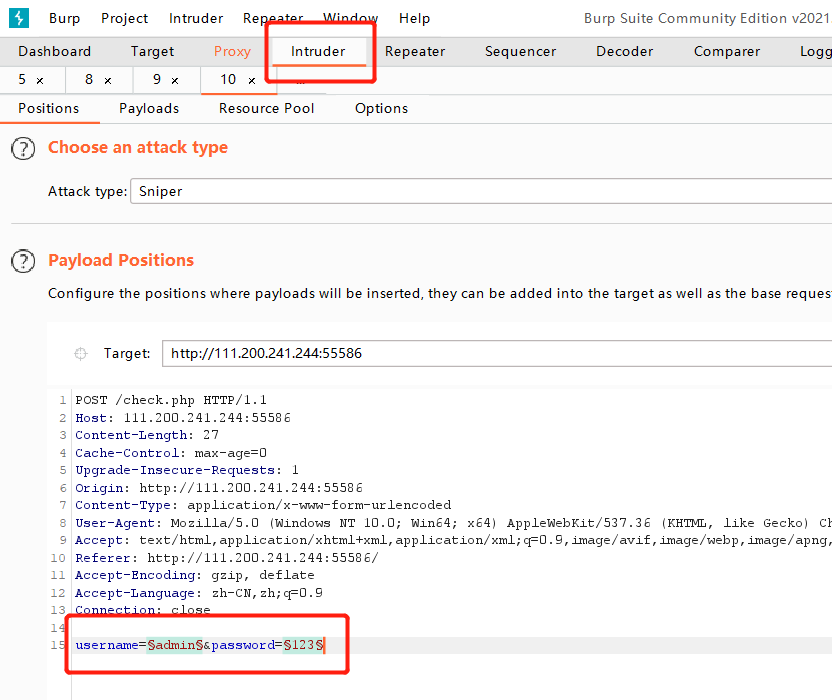 Burp Project Intruder Repeater Window Help Burp Suite Community Edition v2021.
Dashboard Target Proxy Intruder Repeater Sequencer Decoder Comparer Logg
5 × 8 × 9 × 10 × ...
Positions Payloads Resource Pool Options
? Choose an attack type
Attack type: Sniper
? Payload Positions
Configure the positions where payloads will be inserted, they can be added into the target as well as the base reques
Target: http://111.200.241.244:55586
1 POST /check.php HTTP/1.1
2 Host: 111.200.241.244:55586
3 Content-Length: 27
4 Cache-Control: max-age=0
5 Upgrade-Insecure-Requests: 1
6 Origin: http://111.200.241.244:55586
7 Content-Type: application/x-www-form-urlencoded
8 User-Agent: Mozilla/5.0 (Windows NT 10.0; Win64; x64) AppleWebKit/537.36 (KHTML, like Gecko) Ch
9 Accept: text/html,application/xhtml+xml,application/xml;q=0.9,image/avif,image/webp,image/apng,
10 Referer: http://111.200.241.244:55586/
11 Accept-Encoding: gzip, deflate
12 Accept-Language: zh-CN,zh;q=0.9
13 Connection: close
14
15 username=§admin§&password=§123§